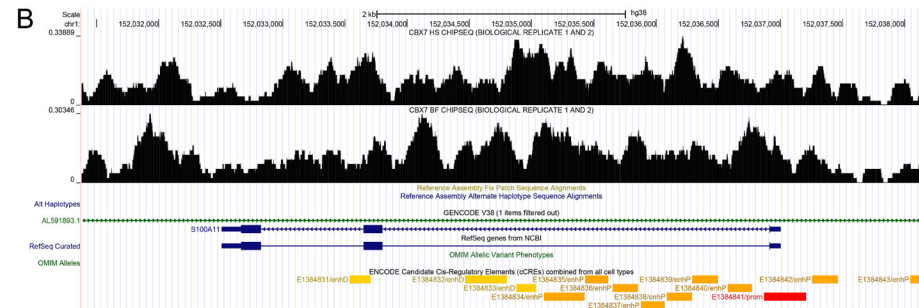 B
Scale 2 kb hg38
chr1: 152,032,000 152,032,500 152,033,000 152,033,500 152,034,000 152,034,500 152,035,000 152,035,500 152,036,000 152,036,500 152,037,000 152,037,500 152,038,000
CBX7 HS CHIPSEQ (BIOLOGICAL REPLICATE 1 AND 2)
0.33889
0
CBX7 BF CHIPSEQ (BIOLOGICAL REPLICATE 1 AND 2)
0.30346
0
Reference Assembly Fix Patch Sequence Alignments
Reference Assembly Alternate Haplotype Sequence Alignments
Alt Haplotypes
GENCODE V38 (1 items filtered out)
AL591893.1
S100A11
RefSeq genes from NCBI
RefSeq Curated
OMIM Allelic Variant Phenotypes
OMIM Alleles
ENCODE Candidate Cis-Regulatory Elements (cCREs) combined from all cell types
E1384831/enhD E1384832/enhD E1384835/enhP E1384839/enhP E1384842/enhP E1384843/enhP
E1384833/enhD E1384836/enhP E1384840/enhP
E1384834/enhP E1384838/enhP E1384841/prom
E1384837/enhP